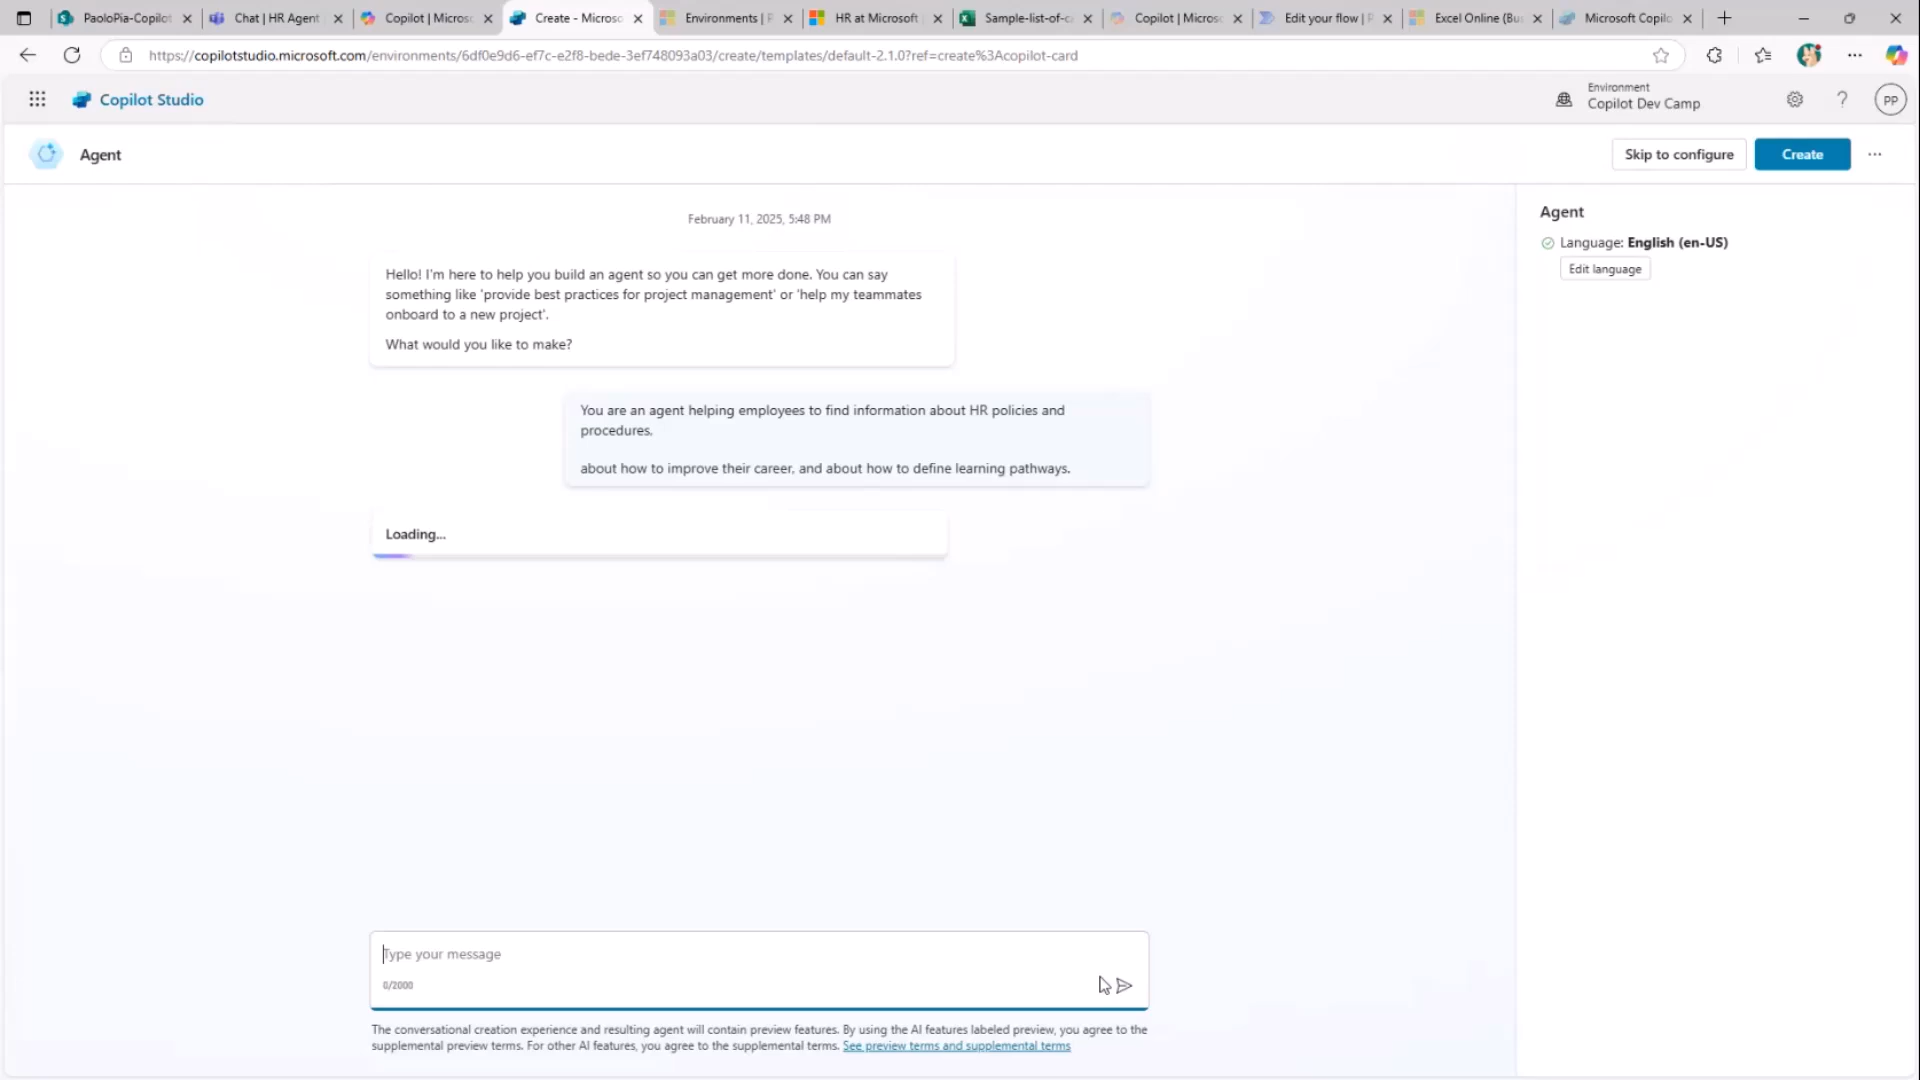 PaoloPia-Copilot
Chat | HR Agent
Copilot | Micros
Create - Microso
Environments | P
HR at Microsoft
Sample-list-of-c
Copilot | Micros
Edit your flow | P
Excel Online (Bu
Microsoft Copilo
https://copilotstudio.microsoft.com/environments/6df0e9d6-ef7c-e2f8-bede-3ef748093a03/create/templates/default-2.1.0?ref=create%3Acopilot-card
Copilot Studio
Environment
Copilot Dev Camp
PP
Agent
Skip to configure
Create
February 11, 2025, 5:48 PM
Hello! I'm here to help you build an agent so you can get more done. You can say
something like 'provide best practices for project management' or 'help my teammates
onboard to a new project'.
What would you like to make?
You are an agent helping employees to find information about HR policies and
procedures,
about how to improve their career, and about how to define learning pathways.
Loading...
Type your message
0/2000
The conversational creation experience and resulting agent will contain preview features. By using the AI features labeled preview, you agree to the
supplemental preview terms. For other AI features, you agree to the supplemental terms. See preview terms and supplemental terms
Agent
Language: English (en-US)
Edit language